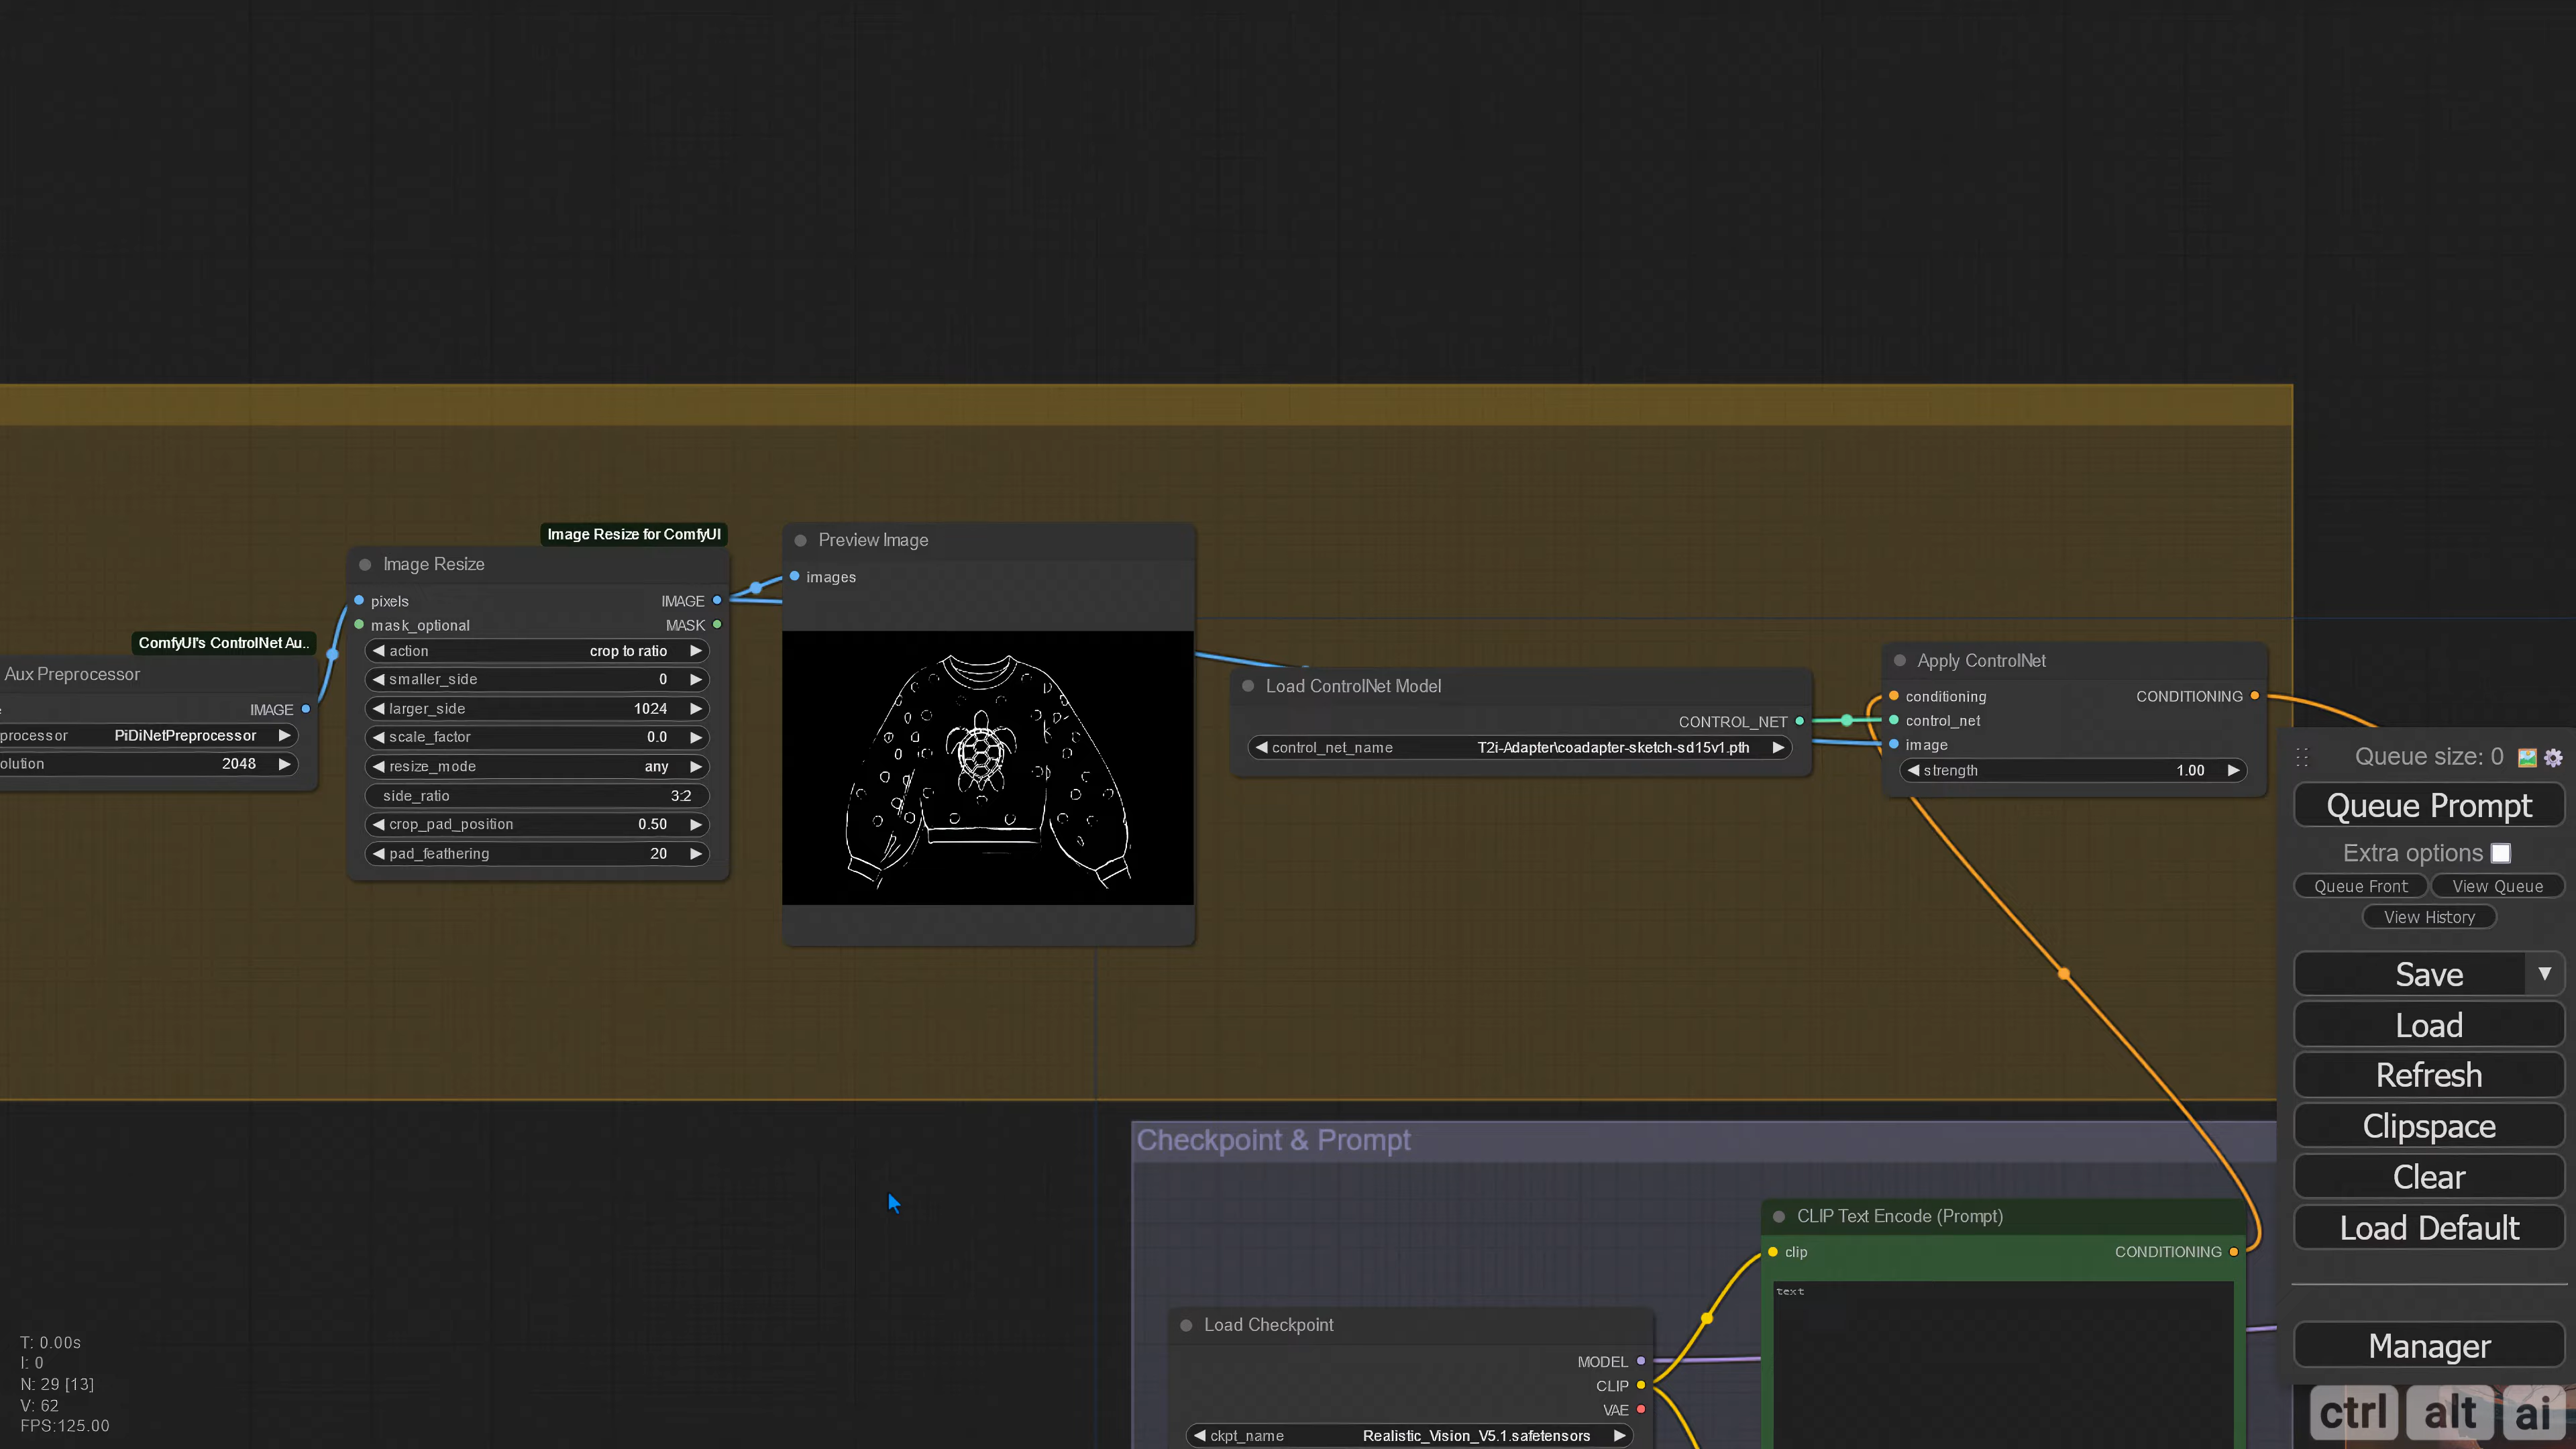 Image Resize for ComfyUI
Image Resize
pixels
IMAGE
mask_optional
MASK
action
crop to ratio
smaller_side
0
larger_side
1024
scale_factor
0.0
resize_mode
any
side_ratio
3:2
crop_pad_position
0.50
pad_feathering
20
ComfyUI's ControlNet Au..
Aux Preprocessor
IMAGE
processor
PiDiNetPreprocessor
olution
2048
Preview Image
images
Load ControlNet Model
CONTROL_NET
control_net_name
T2i-Adapter\coadapter-sketch-sd15v1.pth
Apply ControlNet
conditioning
CONDITIONING
control_net
image
strength
1.00
Queue size: 0
Queue Prompt
Extra options
Queue Front
View Queue
View History
Save
Load
Refresh
Clipspace
Clear
Load Default
Manager
Checkpoint & Prompt
CLIP Text Encode (Prompt)
clip
CONDITIONING
text
Load Checkpoint
MODEL
CLIP
VAE
ckpt_name
Realistic_Vision_V5.1.safetensors
T: 0.00s
I: 0
N: 29 [13]
V: 62
FPS:125.00
ctrl alt ai